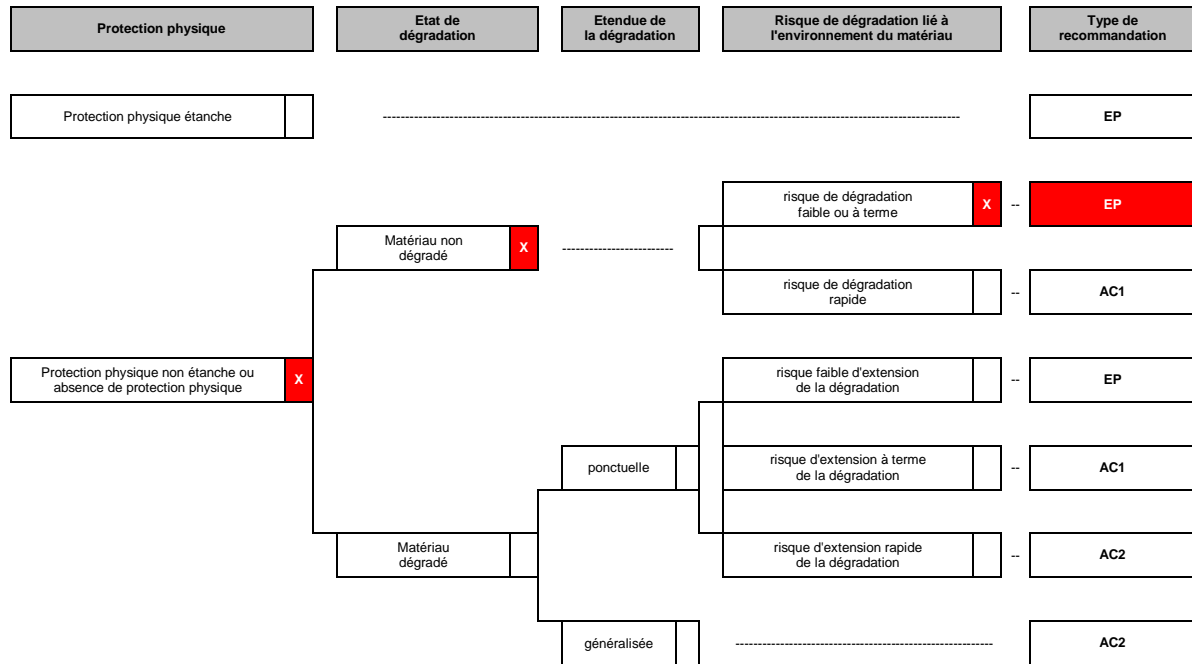 Protection physique
Etat de
dégradation
Etendue de
la dégradation
Risque de dégradation lié à
l'environnement du matériau
Type de
recommandation
Protection physique étanche
EP
risque de dégradation
faible ou à terme
X
--
EP
Matériau non
dégradé
X
risque de dégradation
rapide
--
AC1
Protection physique non étanche ou
absence de protection physique
X
risque faible d'extension
de la dégradation
--
EP
ponctuelle
risque d'extension à terme
de la dégradation
--
AC1
Matériau
dégradé
risque d'extension rapide
de la dégradation
--
AC2
généralisée
AC2